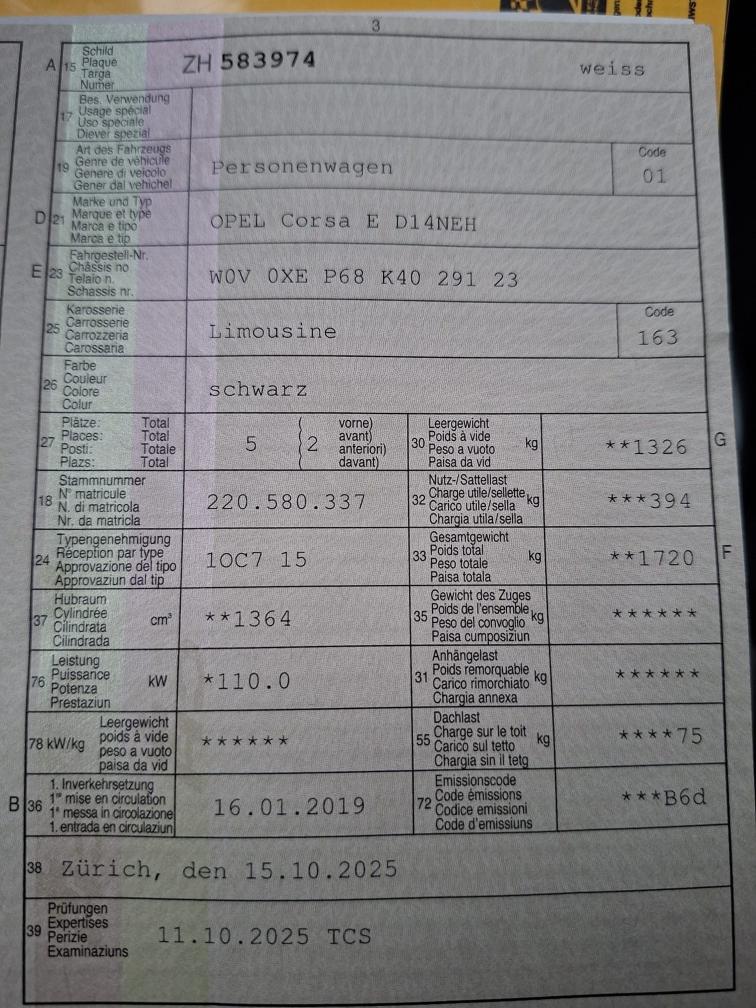 3
A 15 Schild
Plaque
Targa
Numer
ZH 583974 weiss
17 Bes. Verwendung
Usage spécial
Uso speciale
Diever spezial
19 Art des Fahrzeugs
Genre de véhicule
Genere di veicolo
Gener dal vehichel
Personenwagen
Code
01
D 21 Marke und Typ
Marque et type
Marca e tipo
Marca e tip
OPEL Corsa E D14NEH
E 23 Fahrgestell-Nr.
Châssis no
Telaio n.
Schassis nr.
W0V 0XE P68 K40 291 23
25 Karosserie
Carrosserie
Carrozzeria
Carossaria
Limousine
Code
163
26 Farbe
Couleur
Colore
Colur
schwarz
27 Plätze: Total
Places: Total
Posti: Totale
Plazs: Total
5 ( 2 vorne)
avant)
anteriori)
davant)
30 Leergewicht
Poids à vide
Peso a vuoto
Paisa da vid
kg
**1326 G
18 Stammnummer
N° matricule
N. di matricola
Nr. da matricla
220.580.337
32 Nutz-/Sattellast
Charge utile/sellette
Carico utile/sella
Chargia utila/sella
kg
***394
24 Typengenehmigung
Réception par type
Approvazione del tipo
Approvaziun dal tip
1OC7 15
33 Gesamtgewicht
Poids total
Peso totale
Paisa totala
kg
**1720 F
37 Hubraum
Cylindrée
Cilindrata
Cilindrada
cm³
**1364
35 Gewicht des Zuges
Poids de l'ensemble
Peso del convoglio
Paisa cumposiziun
kg
******
76 Leistung
Puissance
Potenza
Prestaziun
kW
*110.0
31 Anhängelast
Poids remorquable
Carico rimorchiato
Chargia annexa
kg
******
78 kW/kg Leergewicht
poids à vide
peso a vuoto
paisa da vid
******
55 Dachlast
Charge sur le toit
Carico sul tetto
Chargia sin il tetg
kg
****75
B 36 1. Inverkehrsetzung
1re mise en circulation
1a messa in circolazione
1. entrada en circulaziun
16.01.2019
72 Emissionscode
Code émissions
Codice emissioni
Code d'emissiuns
***B6d
38 Zürich, den 15.10.2025
39 Prüfungen
Expertises
Perizie
Examinaziuns
11.10.2025 TCS